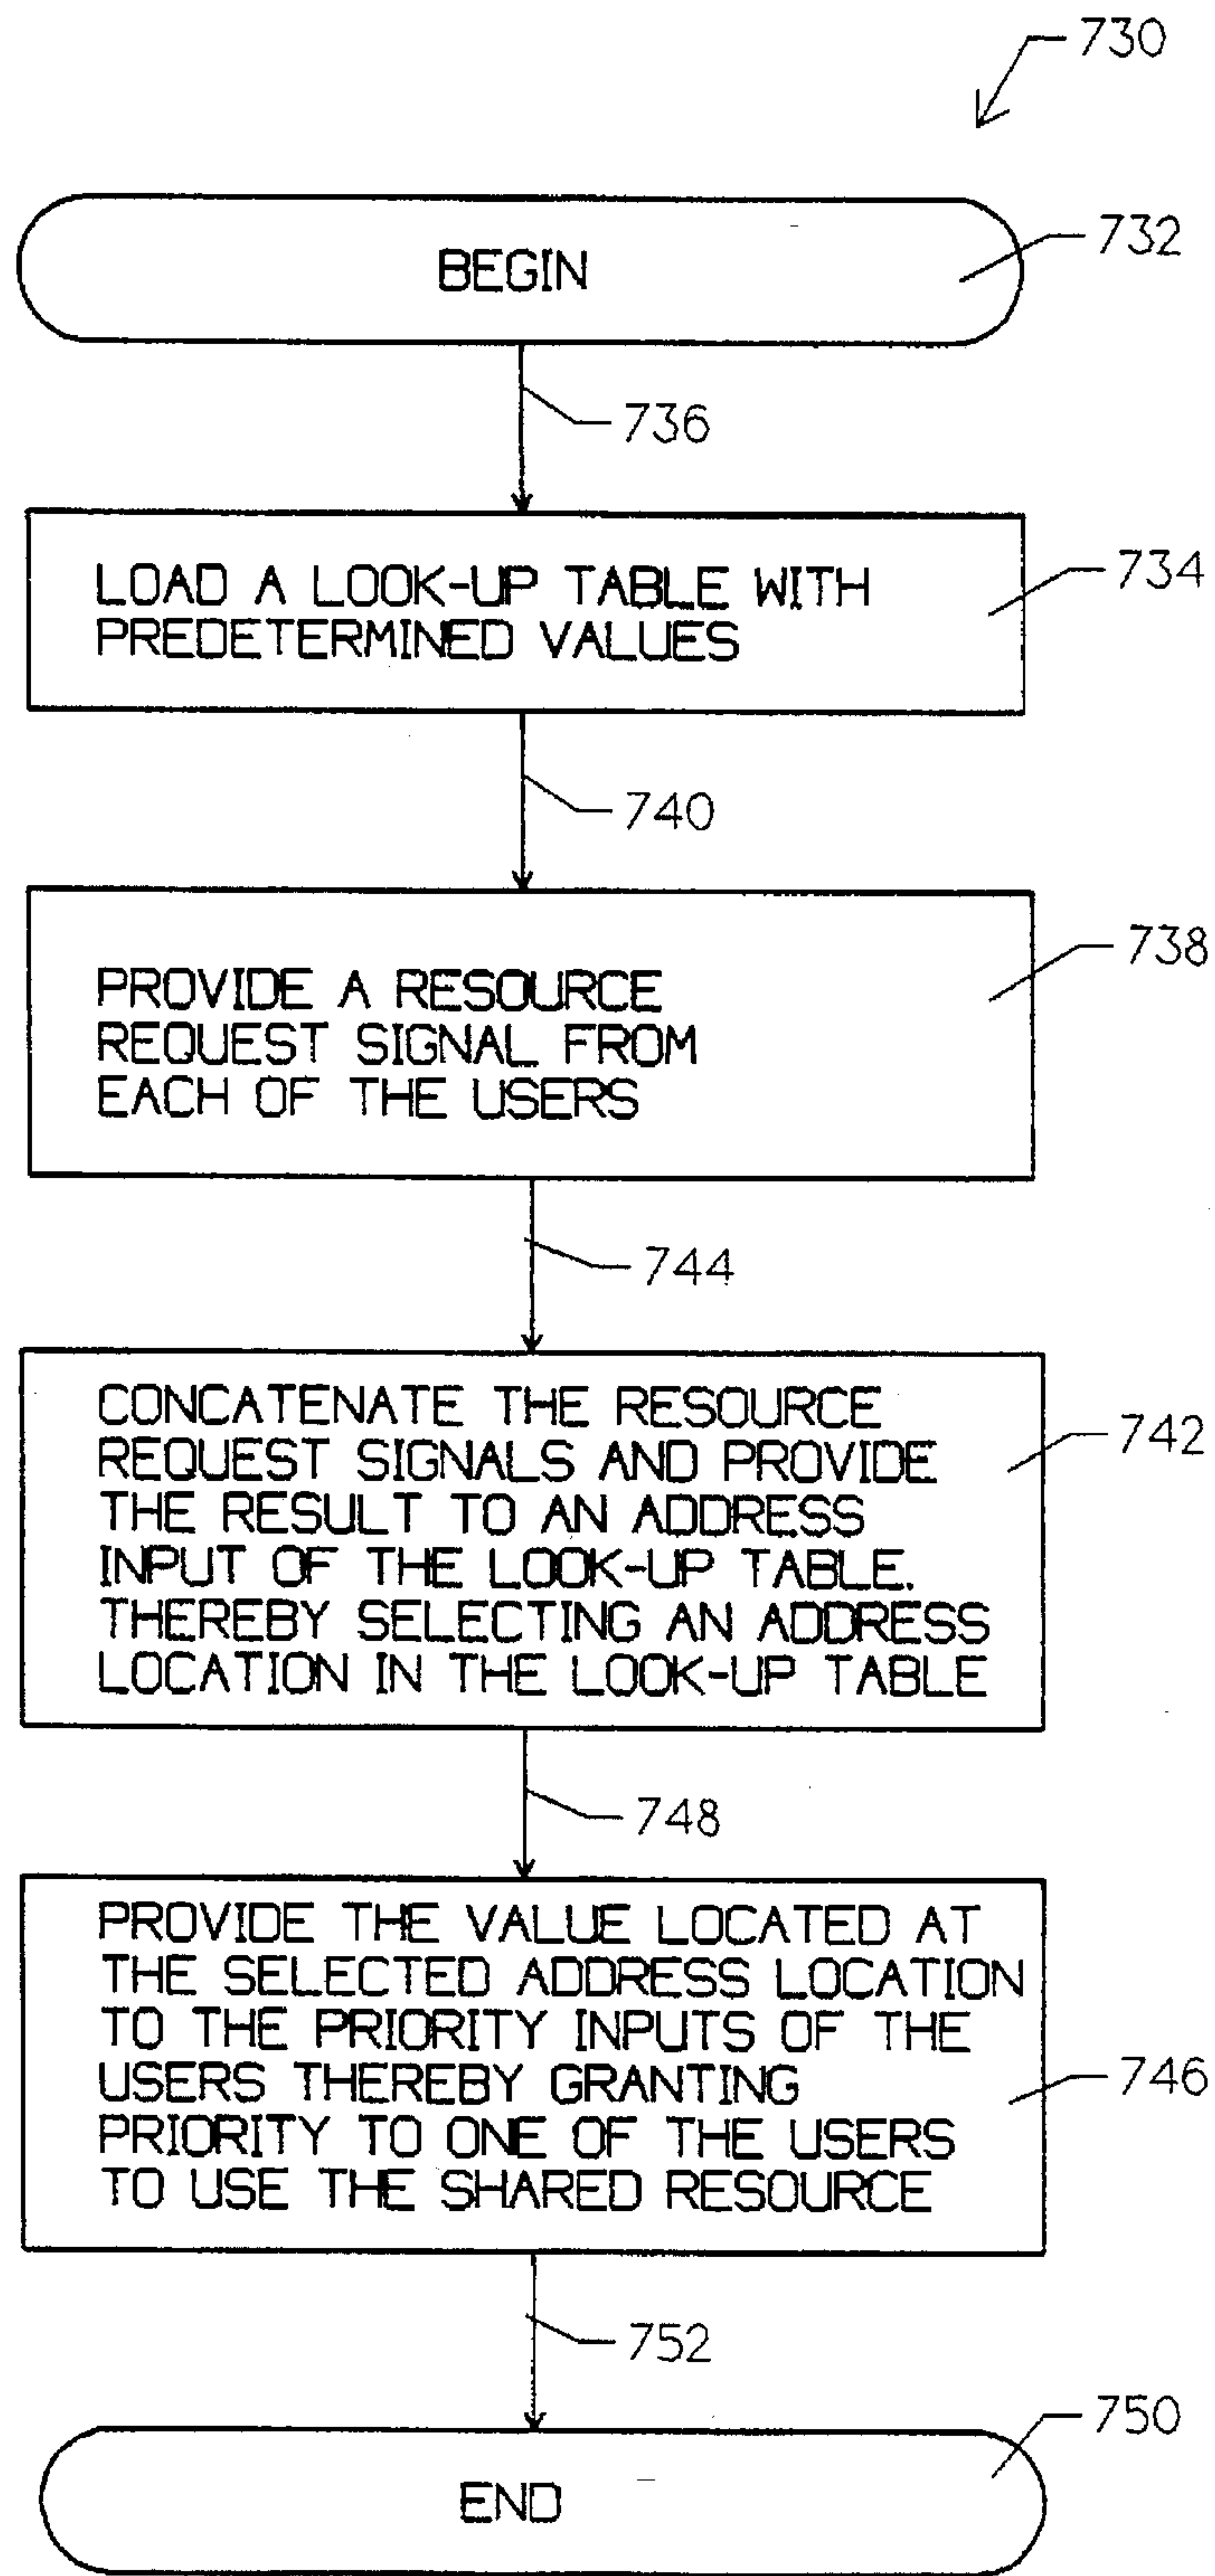 730
BEGIN
732
736
LOAD A LOOK-UP TABLE WITH
PREDETERMINED VALUES
734
740
PROVIDE A RESOURCE
REQUEST SIGNAL FROM
EACH OF THE USERS
738
744
CONCATENATE THE RESOURCE
REQUEST SIGNALS AND PROVIDE
THE RESULT TO AN ADDRESS
INPUT OF THE LOOK-UP TABLE.
THEREBY SELECTING AN ADDRESS
LOCATION IN THE LOOK-UP TABLE
742
748
PROVIDE THE VALUE LOCATED AT
THE SELECTED ADDRESS LOCATION
TO THE PRIORITY INPUTS OF THE
USERS THEREBY GRANTING
PRIORITY TO ONE OF THE USERS
TO USE THE SHARED RESOURCE
746
752
END
750